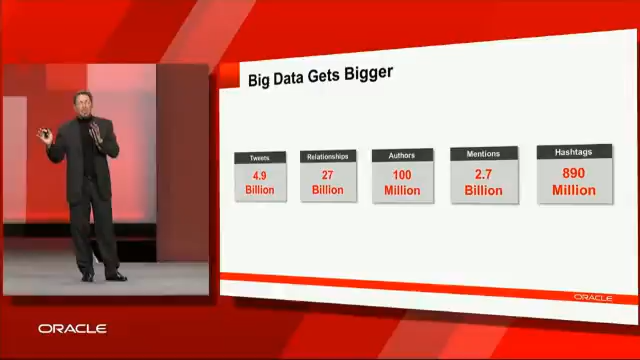 Big Data Gets Bigger
Tweets
4.9
Billion
Relationships
27
Billion
Authors
100
Million
Mentions
2.7
Billion
Hashtags
890
Million
ORACLE
ORACLE